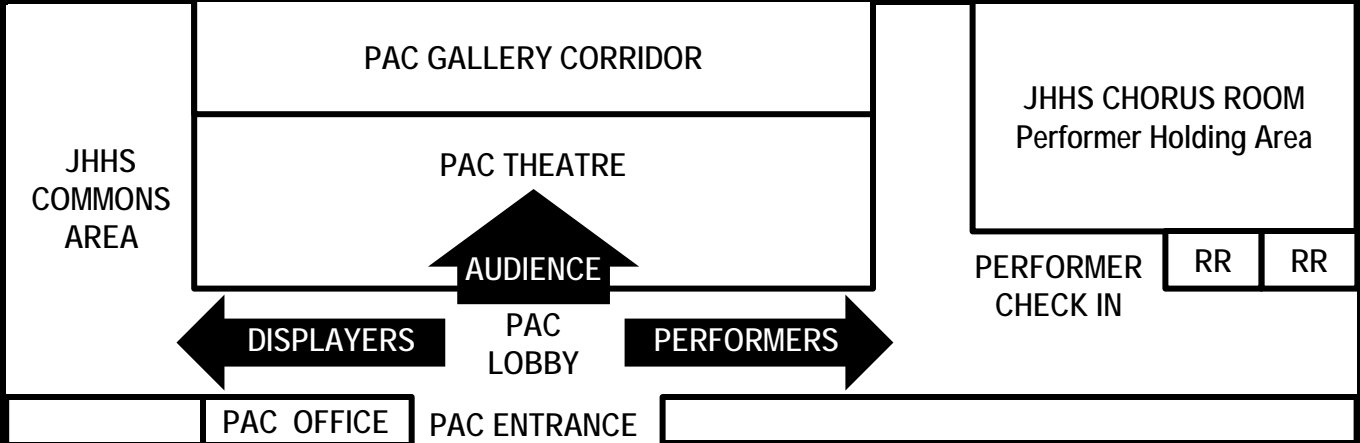 PAC GALLERY CORRIDOR
JHHS CHORUS ROOM
Performer Holding Area
JHHS
COMMONS
AREA
PAC THEATRE
AUDIENCE
PERFORMER
CHECK IN
RR
RR
DISPLAYERS
PAC
LOBBY
PERFORMERS
PAC OFFICE
PAC ENTRANCE